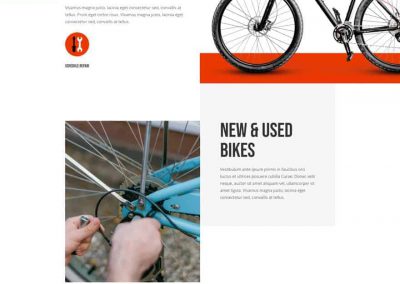 Vivamus magna justo, lacinia eget consectetur sed, convallis at
tellus. Proin eget tortor risus. Vivamus magna justo, lacinia eget
consectetur sed, convallis at tellus.
SCHEDULE REPAIR
NEW & USED
BIKES
Vestibulum ante ipsum primis in faucibus orci
luctus et ultrices posuere cubilia Curae; Donec velit
neque, auctor sit amet aliquam vel, ullamcorper sit
amet ligula. Vivamus magna justo, lacinia eget
consectetur sed, convallis at tellus.